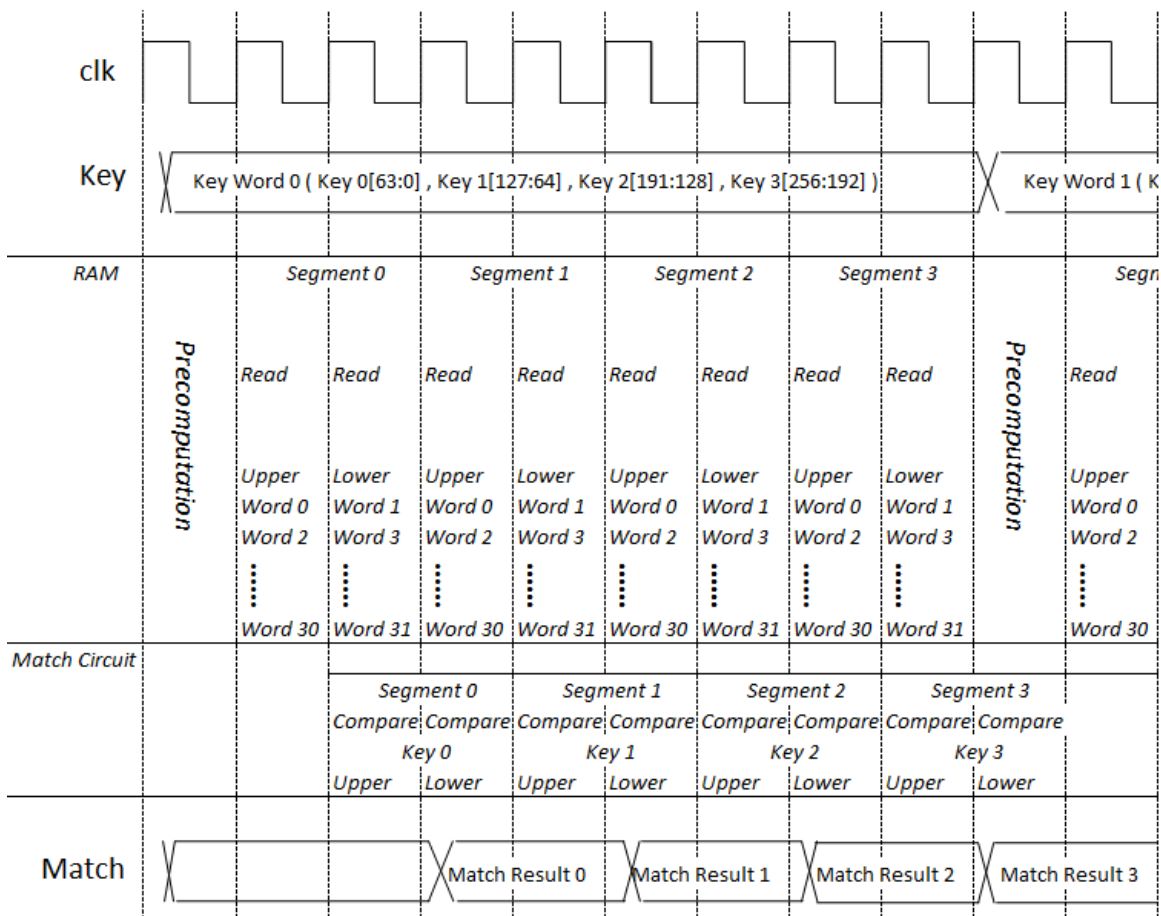 clk
Key
Key Word 0 ( Key 0[63:0] , Key 1[127:64] , Key 2[191:128] , Key 3[256:192] )
Key Word 1 ( K
RAM
Segment 0
Segment 1
Segment 2
Segment 3
Segn
Precomputation
Precomputation
Read Read Read Read Read Read Read Read Read
Upper Lower Upper Lower Upper Lower Upper Lower Upper
Word 0 Word 1 Word 0 Word 1 Word 0 Word 1 Word 0 Word 1 Word 0
Word 2 Word 3 Word 2 Word 3 Word 2 Word 3 Word 2 Word 3 Word 2
Word 30 Word 31 Word 30 Word 31 Word 30 Word 31 Word 30 Word 31 Word 30
Match Circuit
Segment 0 Segment 1 Segment 2 Segment 3
Compare Compare Compare Compare Compare Compare Compare Compare
Key 0 Key 1 Key 2 Key 3
Upper Lower Upper Lower Upper Lower Upper Lower
Match
Match Result 0
Match Result 1
Match Result 2
Match Result 3